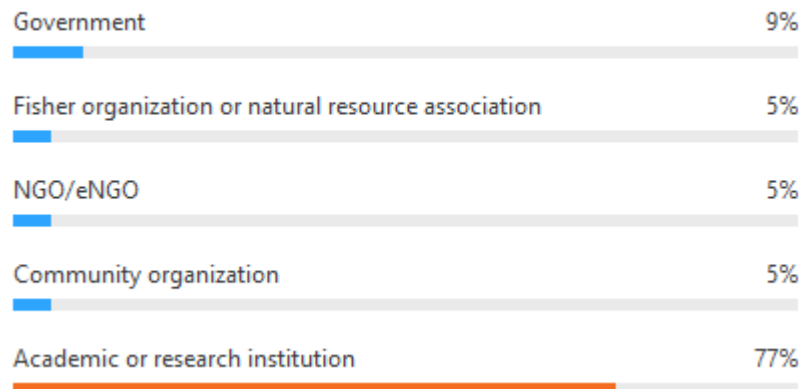 Government 9%
Fisher organization or natural resource association 5%
NGO/eNGO 5%
Community organization 5%
Academic or research institution 77%